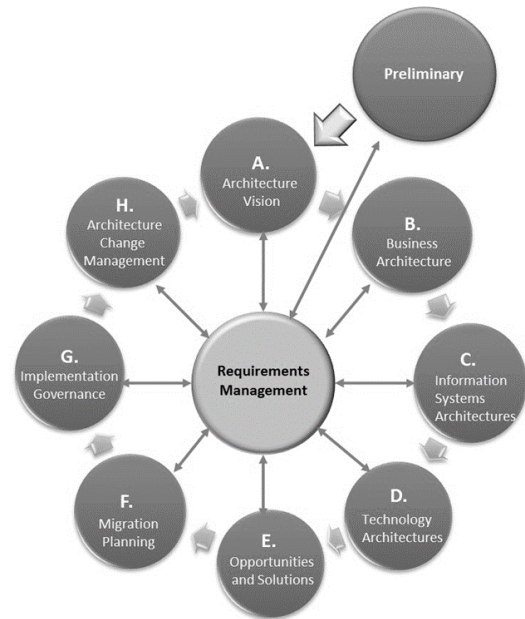 Preliminary
A.
Architecture
Vision
B.
Business
Architecture
C.
Information
Systems
Architectures
D.
Technology
Architectures
E.
Opportunities
and Solutions
F.
Migration
Planning
G.
Implementation
Governance
H.
Architecture
Change
Management
Requirements
Management